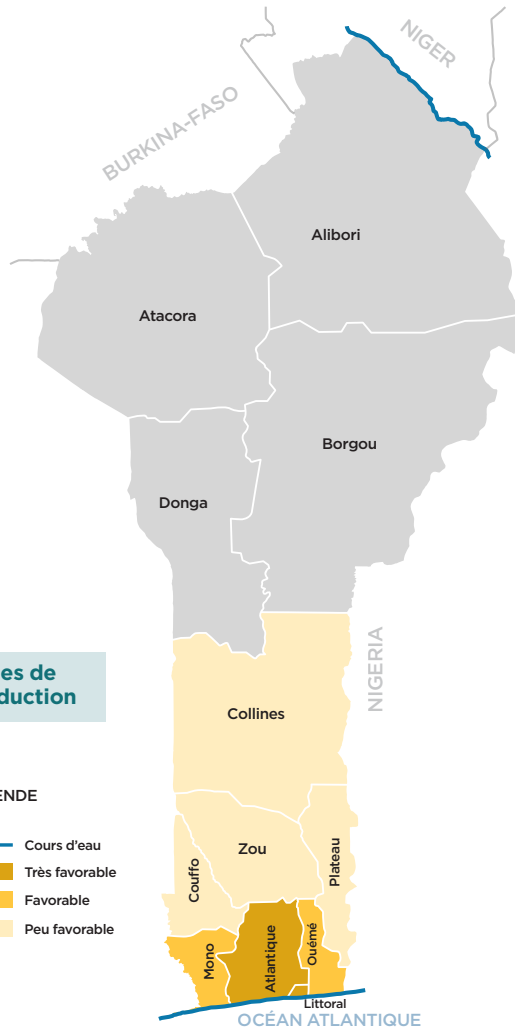 NIGER
BURKINA-FASO
Alibori
Atacora
Borgou
Donga
NIGERIA
es de
duction
Collines
ENDE
Cours d'eau
Très favorable
Favorable
Peu favorable
Zou
Couffo
Plateau
Mono
Atlantique
Ouémé
Littoral
OCÉAN ATLANTIQUE